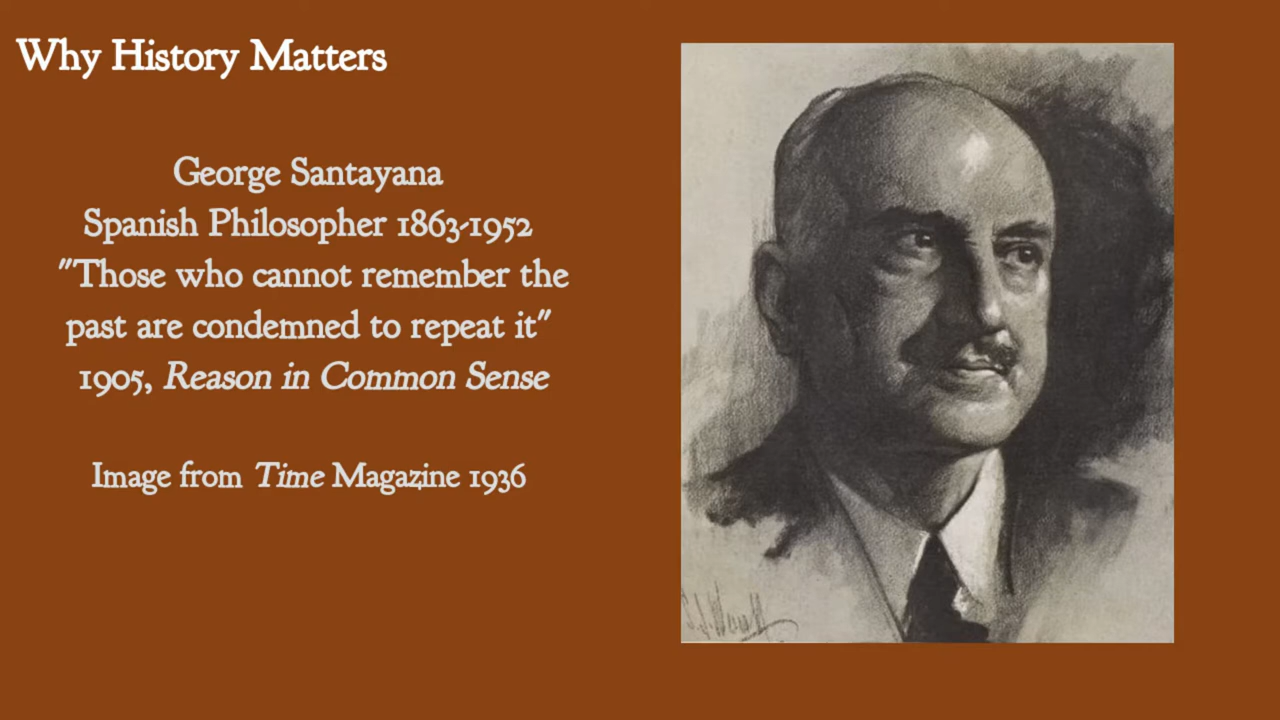 Why History Matters
George Santayana
Spanish Philosopher 1863-1952
"Those who cannot remember the
past are condemned to repeat it"
1905, Reason in Common Sense
Image from Time Magazine 1936